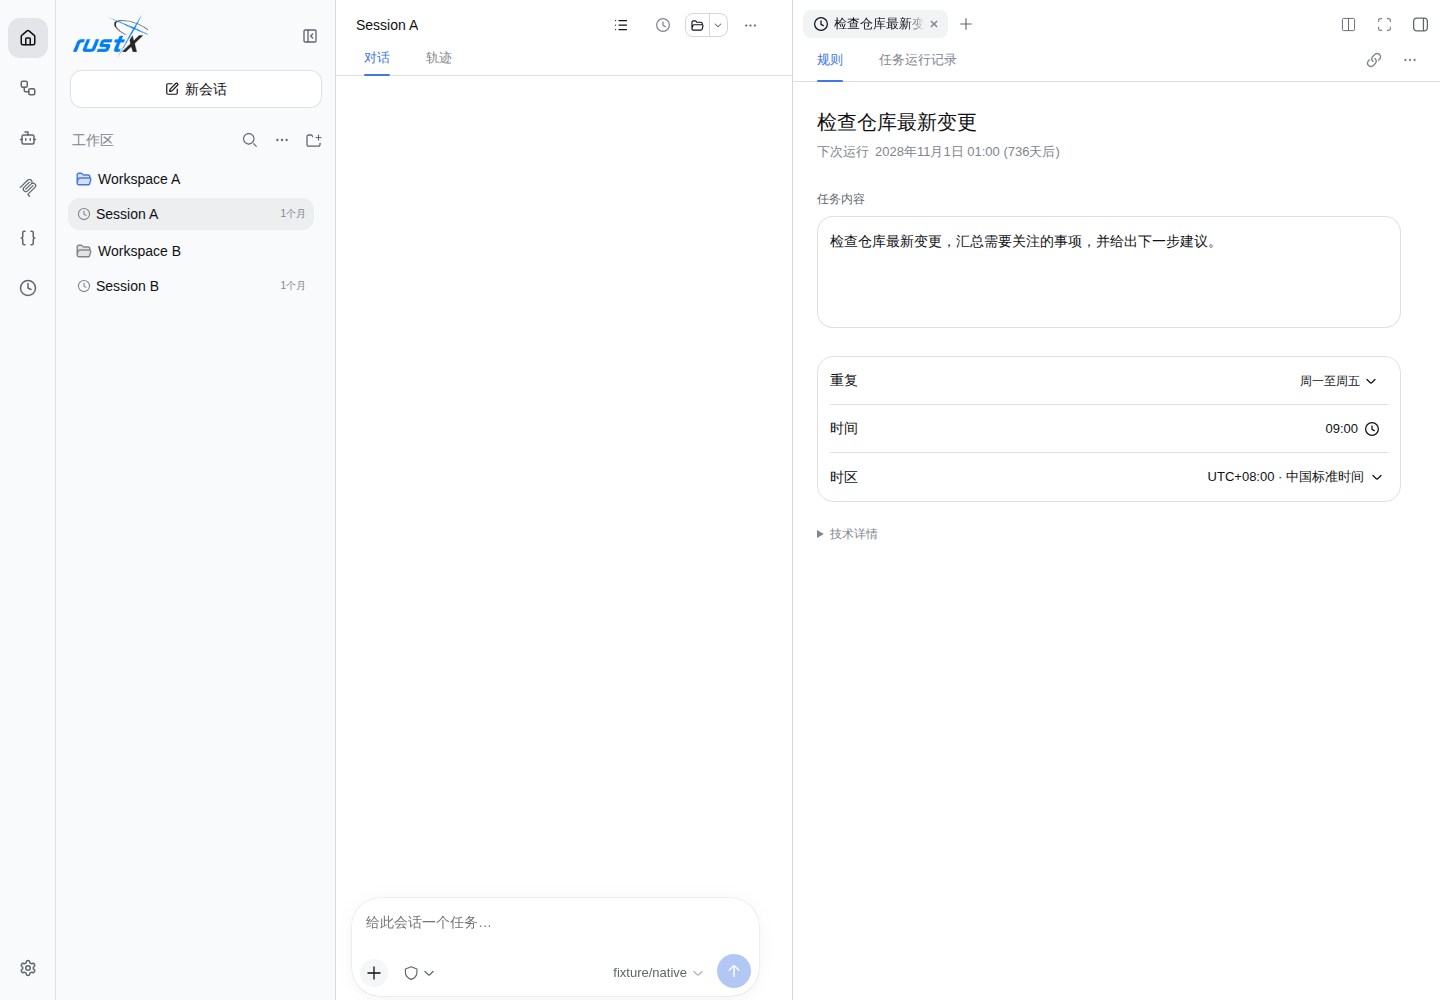 rustX
新会话
工作区
Workspace A
Session A
1个月
Workspace B
Session B
1个月
Session A
对话
轨迹
给此会话一个任务…
fixture/native
检查仓库最新变
规则
任务运行记录
检查仓库最新变更
下次运行 2028年11月1日 01:00 (736天后)
任务内容
检查仓库最新变更，汇总需要关注的事项，并给出下一步建议。
重复
周一至周五
时间
09:00
时区
UTC+08:00 · 中国标准时间
技术详情